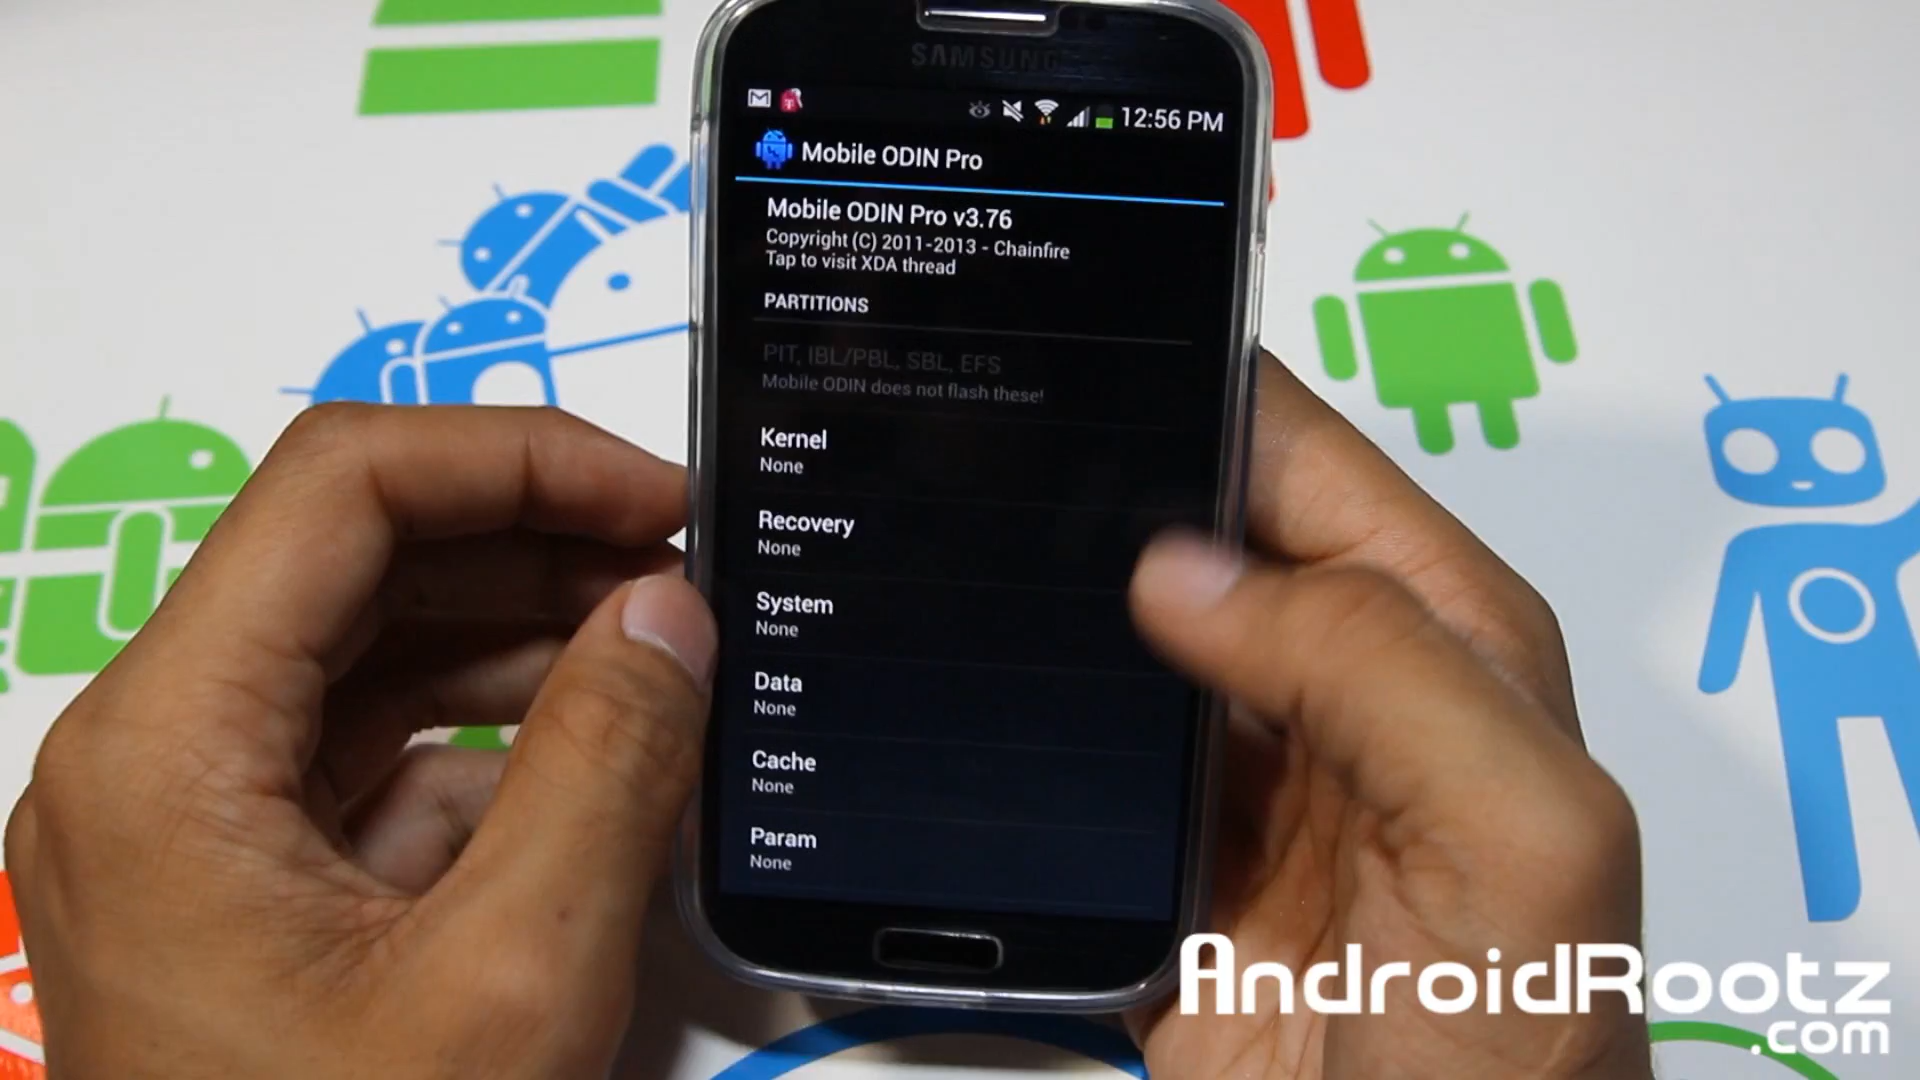 SAMSUNG
12:56 PM
Mobile ODIN Pro
Mobile ODIN Pro v3.76
Copyright (C) 2011-2013 - Chainfire
Tap to visit XDA thread
PARTITIONS
PIT, IBL/PBL, SBL, EFS
Mobile ODIN does not flash these!
Kernel
None
Recovery
None
System
None
Data
None
Cache
None
Param
None
AndroidRootz
.com